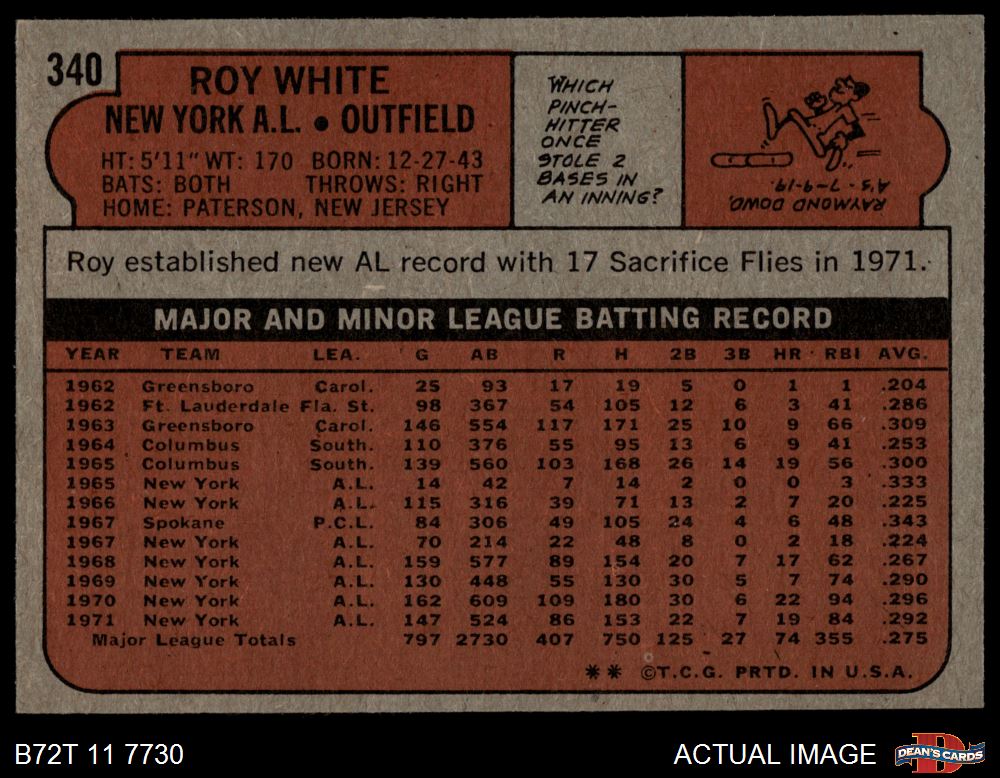 340
ROY WHITE
NEW YORK A.L. • OUTFIELD
HT: 5'11" WT: 170 BORN: 12-27-43
BATS: BOTH THROWS: RIGHT
HOME: PATERSON, NEW JERSEY
WHICH
PINCH-
HITTER
ONCE
STOLE 2
BASES IN
AN INNING?
RAYMOND DOWD,
A'S. - 7-9-19.
Roy established new AL record with 17 Sacrifice Flies in 1971.
MAJOR AND MINOR LEAGUE BATTING RECORD
YEAR TEAM LEA. G AB R H 2B 3B HR RBI AVG.
1962 Greensboro Carol. 25 93 17 19 5 0 1 1 .204
1962 Ft. Lauderdale Fla. St. 98 367 54 105 12 6 3 41 .286
1963 Greensboro Carol. 146 554 117 171 25 10 9 66 .309
1964 Columbus South. 110 376 55 95 13 6 9 41 .253
1965 Columbus South. 139 560 103 168 26 14 19 56 .300
1965 New York A.L. 14 42 7 14 2 0 0 3 .333
1966 New York A.L. 115 316 39 71 13 2 7 20 .225
1967 Spokane P.C.L. 84 306 49 105 24 4 6 48 .343
1967 New York A.L. 70 214 22 48 8 0 2 18 .224
1968 New York A.L. 159 577 89 154 20 7 17 62 .267
1969 New York A.L. 130 448 55 130 30 5 7 74 .290
1970 New York A.L. 162 609 109 180 30 6 22 94 .296
1971 New York A.L. 147 524 86 153 22 7 19 84 .292
Major League Totals 797 2730 407 750 125 27 74 355 .275
** ©T.C.G. PRTD. IN U.S.A.
B72T 11 7730
ACTUAL IMAGE
DEAN'S CARDS